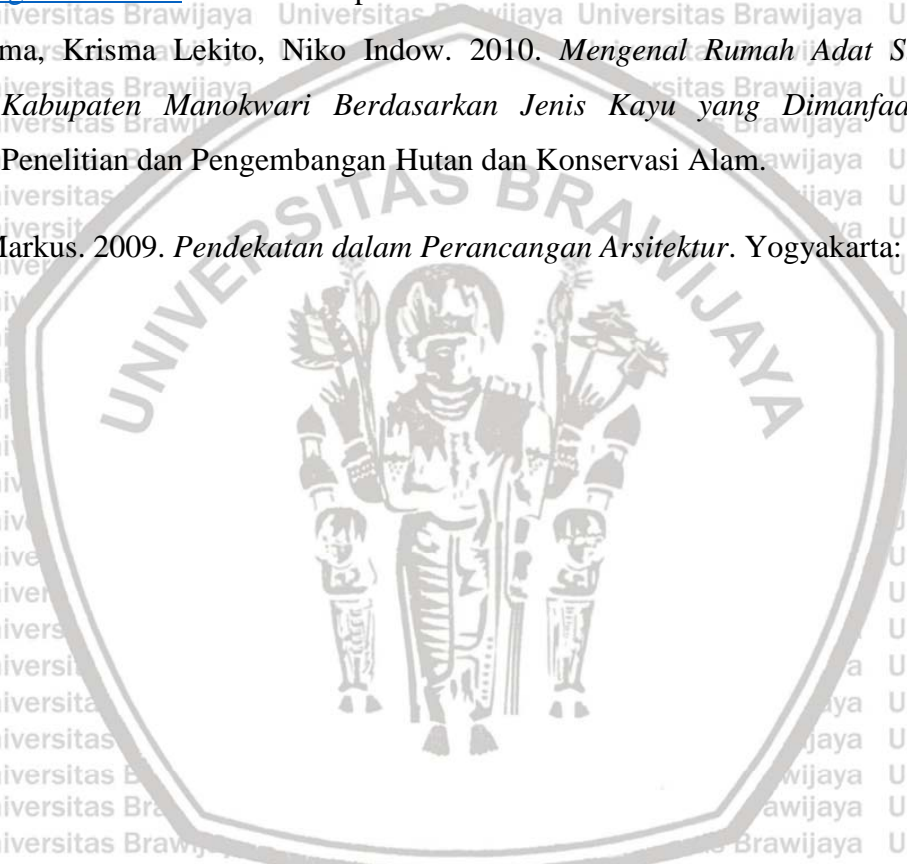 ma, Krisma Lekito, Niko Indow. 2010. Mengenal Rumah Adat S
Kabupaten Manokwari Berdasarkan Jenis Kayu yang Dimanfaa
Penelitian dan Pengembangan Hutan dan Konservasi Alam.
Markus. 2009. Pendekatan dalam Perancangan Arsitektur. Yogyakarta:
UNIVERSITAS BRAWIJAYA